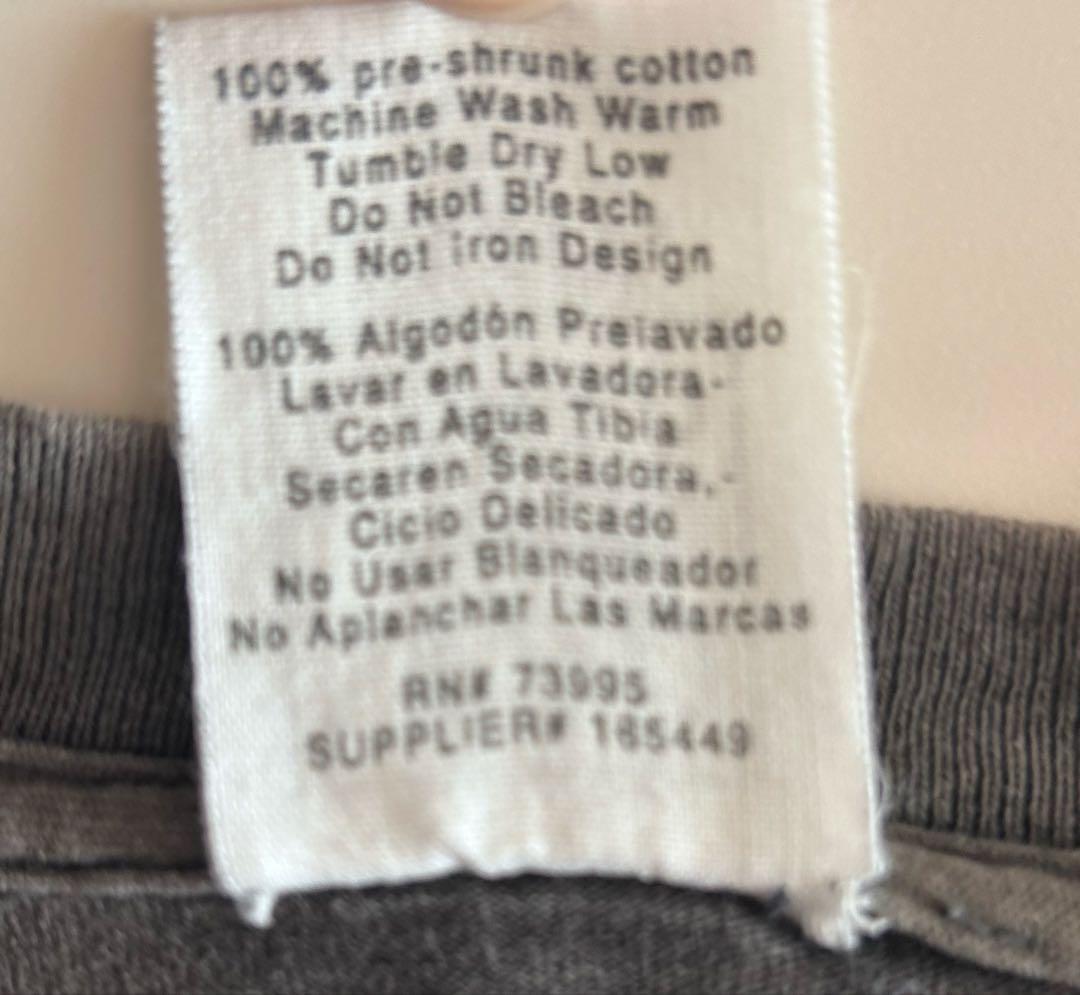 100% pre-shrunk cotton
Machine Wash Warm
Tumble Dry Low
Do Not Bleach
Do Not Iron Design
100% Algodón Prelavado
Lavar en Lavadora-
Con Agua Tibia
Secaren Secadora,-
Ciclo Delicado
No Usar Blanqueador
No Aplanchar Las Marcas
RN# 73995
SUPPLIER# 165449